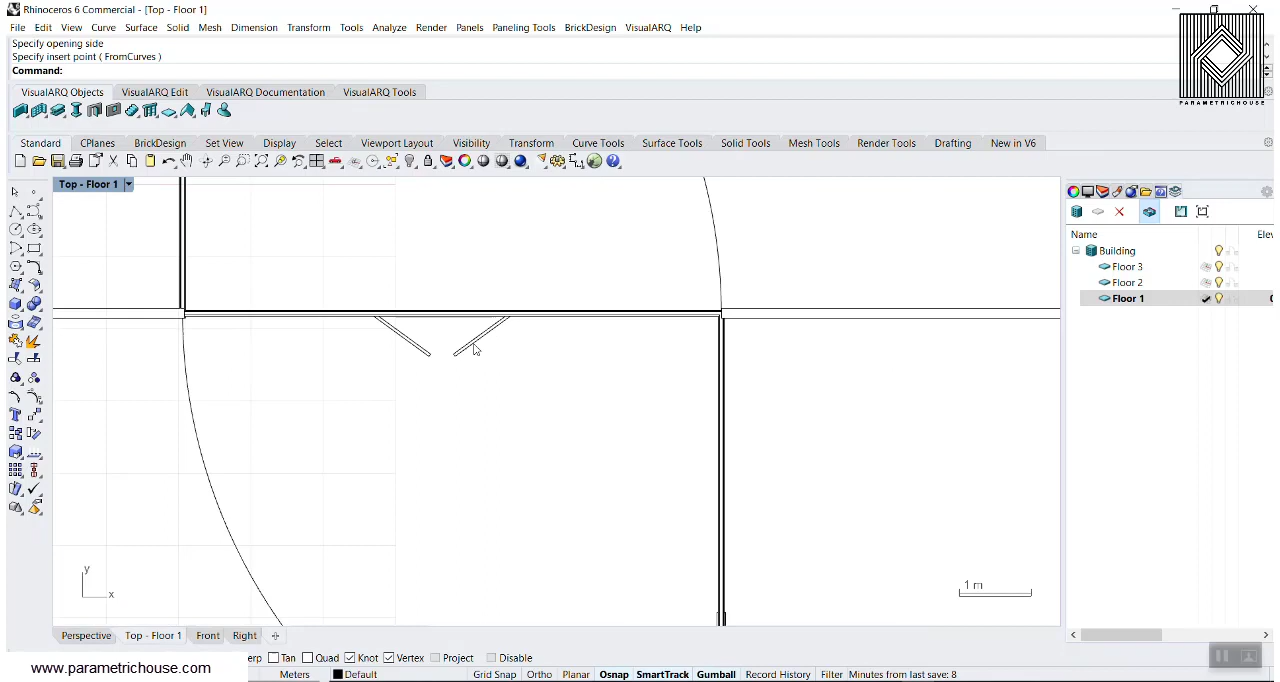 Rhinoceros 6 Commercial - [Top - Floor 1]
File Edit View Curve Surface Solid Mesh Dimension Transform Tools Analyze Render Panels Paneling Tools BrickDesign VisualARQ Help
Specify opening side
Specify insert point ( FromCurves )
Command:
PARAMETRICHOUSE
VisualARQ Objects VisualARQ Edit VisualARQ Documentation VisualARQ Tools
Standard CPlanes BrickDesign Set View Display Select Viewport Layout Visibility Transform Curve Tools Surface Tools Solid Tools Mesh Tools Render Tools Drafting New in V6
Top - Floor 1
Name Elev
Building
Floor 3
Floor 2
Floor 1
y
x
1 m
Perspective Top - Floor 1 Front Right
erp Tan Quad Knot Vertex Project Disable
www.parametrichouse.com
Meters Default Grid Snap Ortho Planar Osnap SmartTrack Gumball Record History Filter Minutes from last save: 8